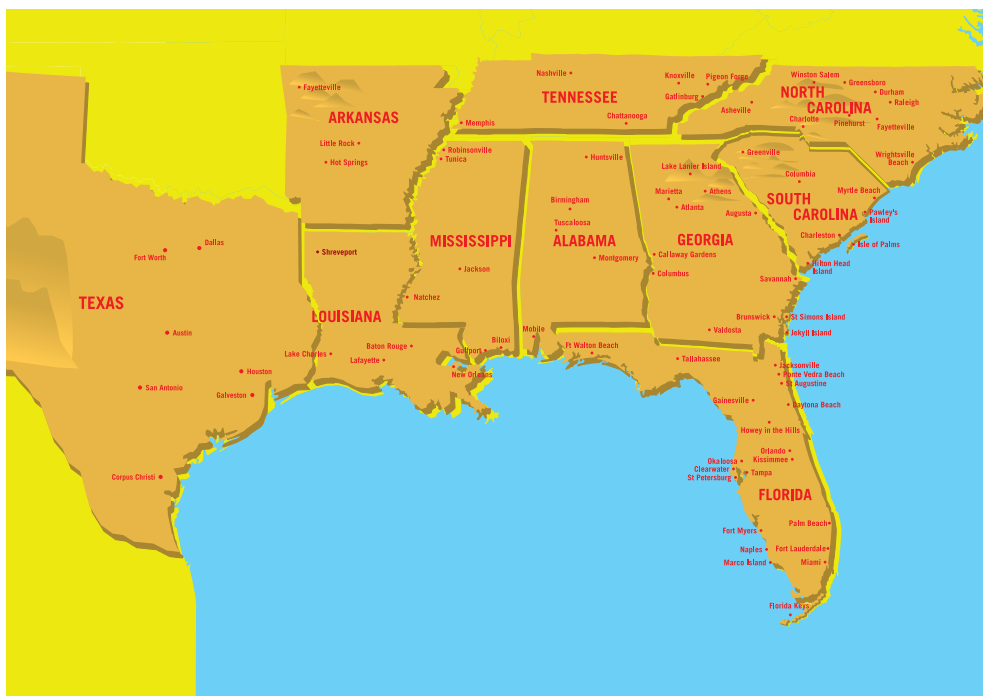 Nashville
Knoxville
Pigeon Forge
Gatlinburg
TENNESSEE
Chattanooga
Memphis
Winston Salem
Greensboro
Durham
Raleigh
NORTH
CAROLINA
Asheville
Charlotte
Pinehurst
Fayetteville
Wrightsville
Beach
Fayetteville
ARKANSAS
Little Rock
Hot Springs
Robinsonville
Tunica
MISSISSIPPI
Jackson
Natchez
Gulfport
Biloxi
Huntsville
Birmingham
Tuscaloosa
ALABAMA
Montgomery
Mobile
Lake Lanier Island
Marietta
Athens
Atlanta
Augusta
GEORGIA
Callaway Gardens
Columbus
Savannah
Brunswick
St Simons Island
Jekyll Island
Valdosta
Greenville
Columbia
SOUTH
CAROLINA
Myrtle Beach
Pawley's
Island
Charleston
Isle of Palms
Hilton Head
Island
Dallas
Fort Worth
TEXAS
Austin
San Antonio
Houston
Galveston
Corpus Christi
Shreveport
LOUISIANA
Lake Charles
Baton Rouge
Lafayette
New Orleans
Ft Walton Beach
Tallahassee
Jacksonville
Ponte Vedra Beach
St Augustine
Gainesville
Daytona Beach
Howey in the Hills
Orlando
Kissimmee
Okaloosa
Clearwater
St Petersburg
Tampa
FLORIDA
Palm Beach
Fort Myers
Naples
Fort Lauderdale
Marco Island
Miami
Florida Keys